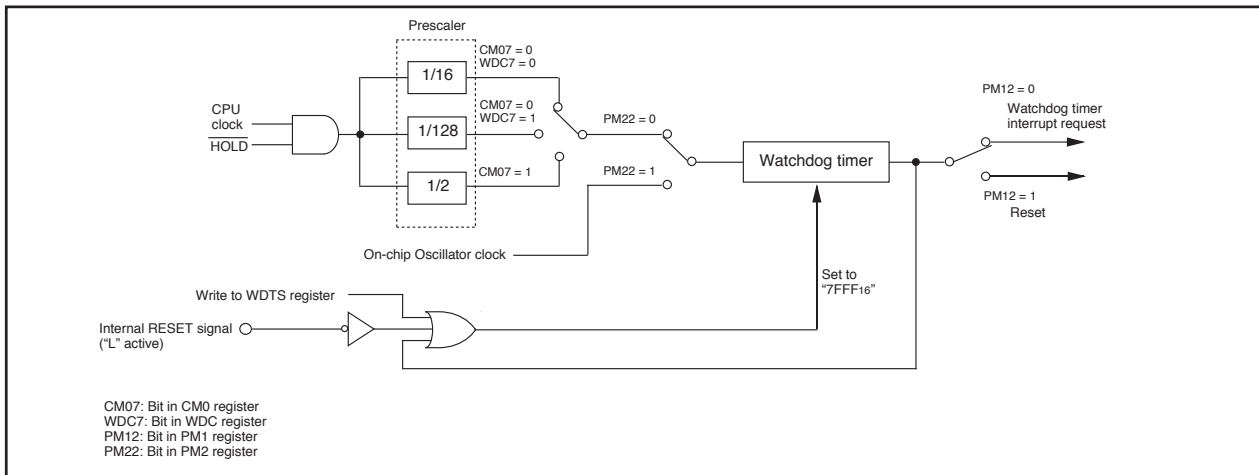 Prescaler
CM07 = 0
WDC7 = 0
1/16
PM12 = 0
CPU
clock
HOLD
CM07 = 0
WDC7 = 1
PM22 = 0
Watchdog timer
interrupt request
1/128
Watchdog timer
CM07 = 1
PM22 = 1
1/2
PM12 = 1
Reset
On-chip Oscillator clock
Set to
“7FFF16”
Write to WDTS register
Internal RESET signal
(“L” active)
CM07: Bit in CM0 register
WDC7: Bit in WDC register
PM12: Bit in PM1 register
PM22: Bit in PM2 register